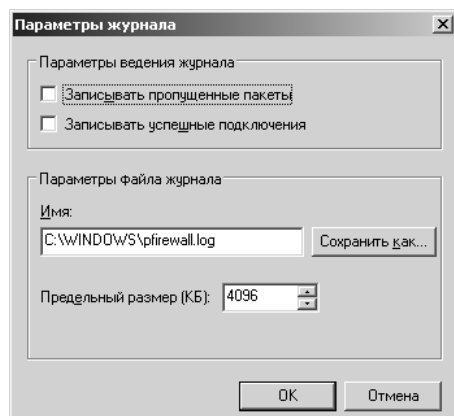 Параметры журнала
Параметры ведения журнала
Записывать пропущенные пакеты
Записывать успешные подключения
Параметры файла журнала
Имя:
C:\WINDOWS\pfirewall.log Сохранить как...
Предельный размер (КБ): 4096
OK Отмена